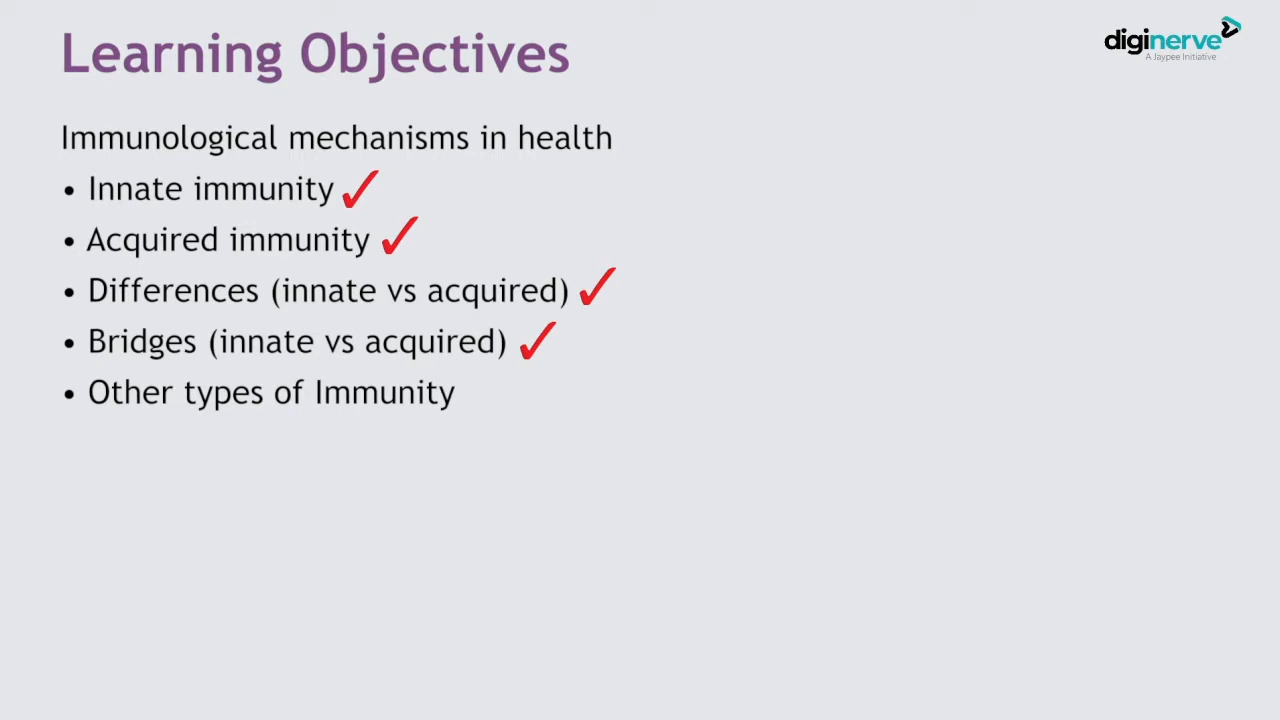 Learning Objectives
diginerve
A Jaypee Initiative
Immunological mechanisms in health
• Innate immunity ✓
• Acquired immunity ✓
• Differences (innate vs acquired) ✓
• Bridges (innate vs acquired) ✓
• Other types of Immunity